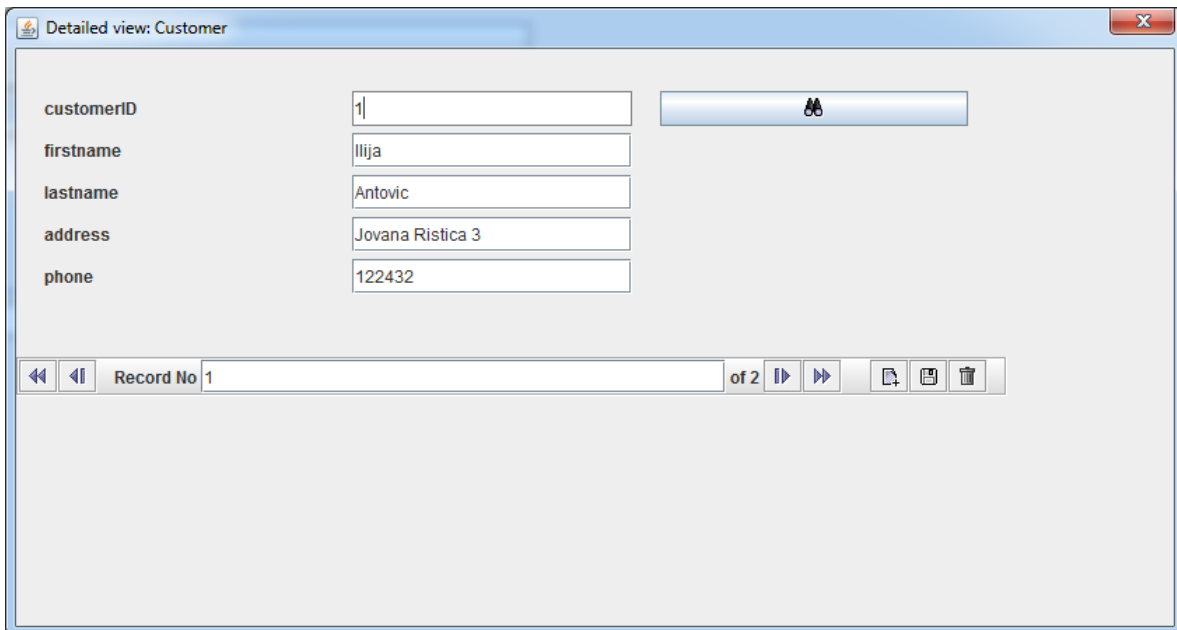 Detailed view: Customer
customerID 1
firstname Ilija
lastname Antovic
address Jovana Ristica 3
phone 122432
Record No 1 of 2